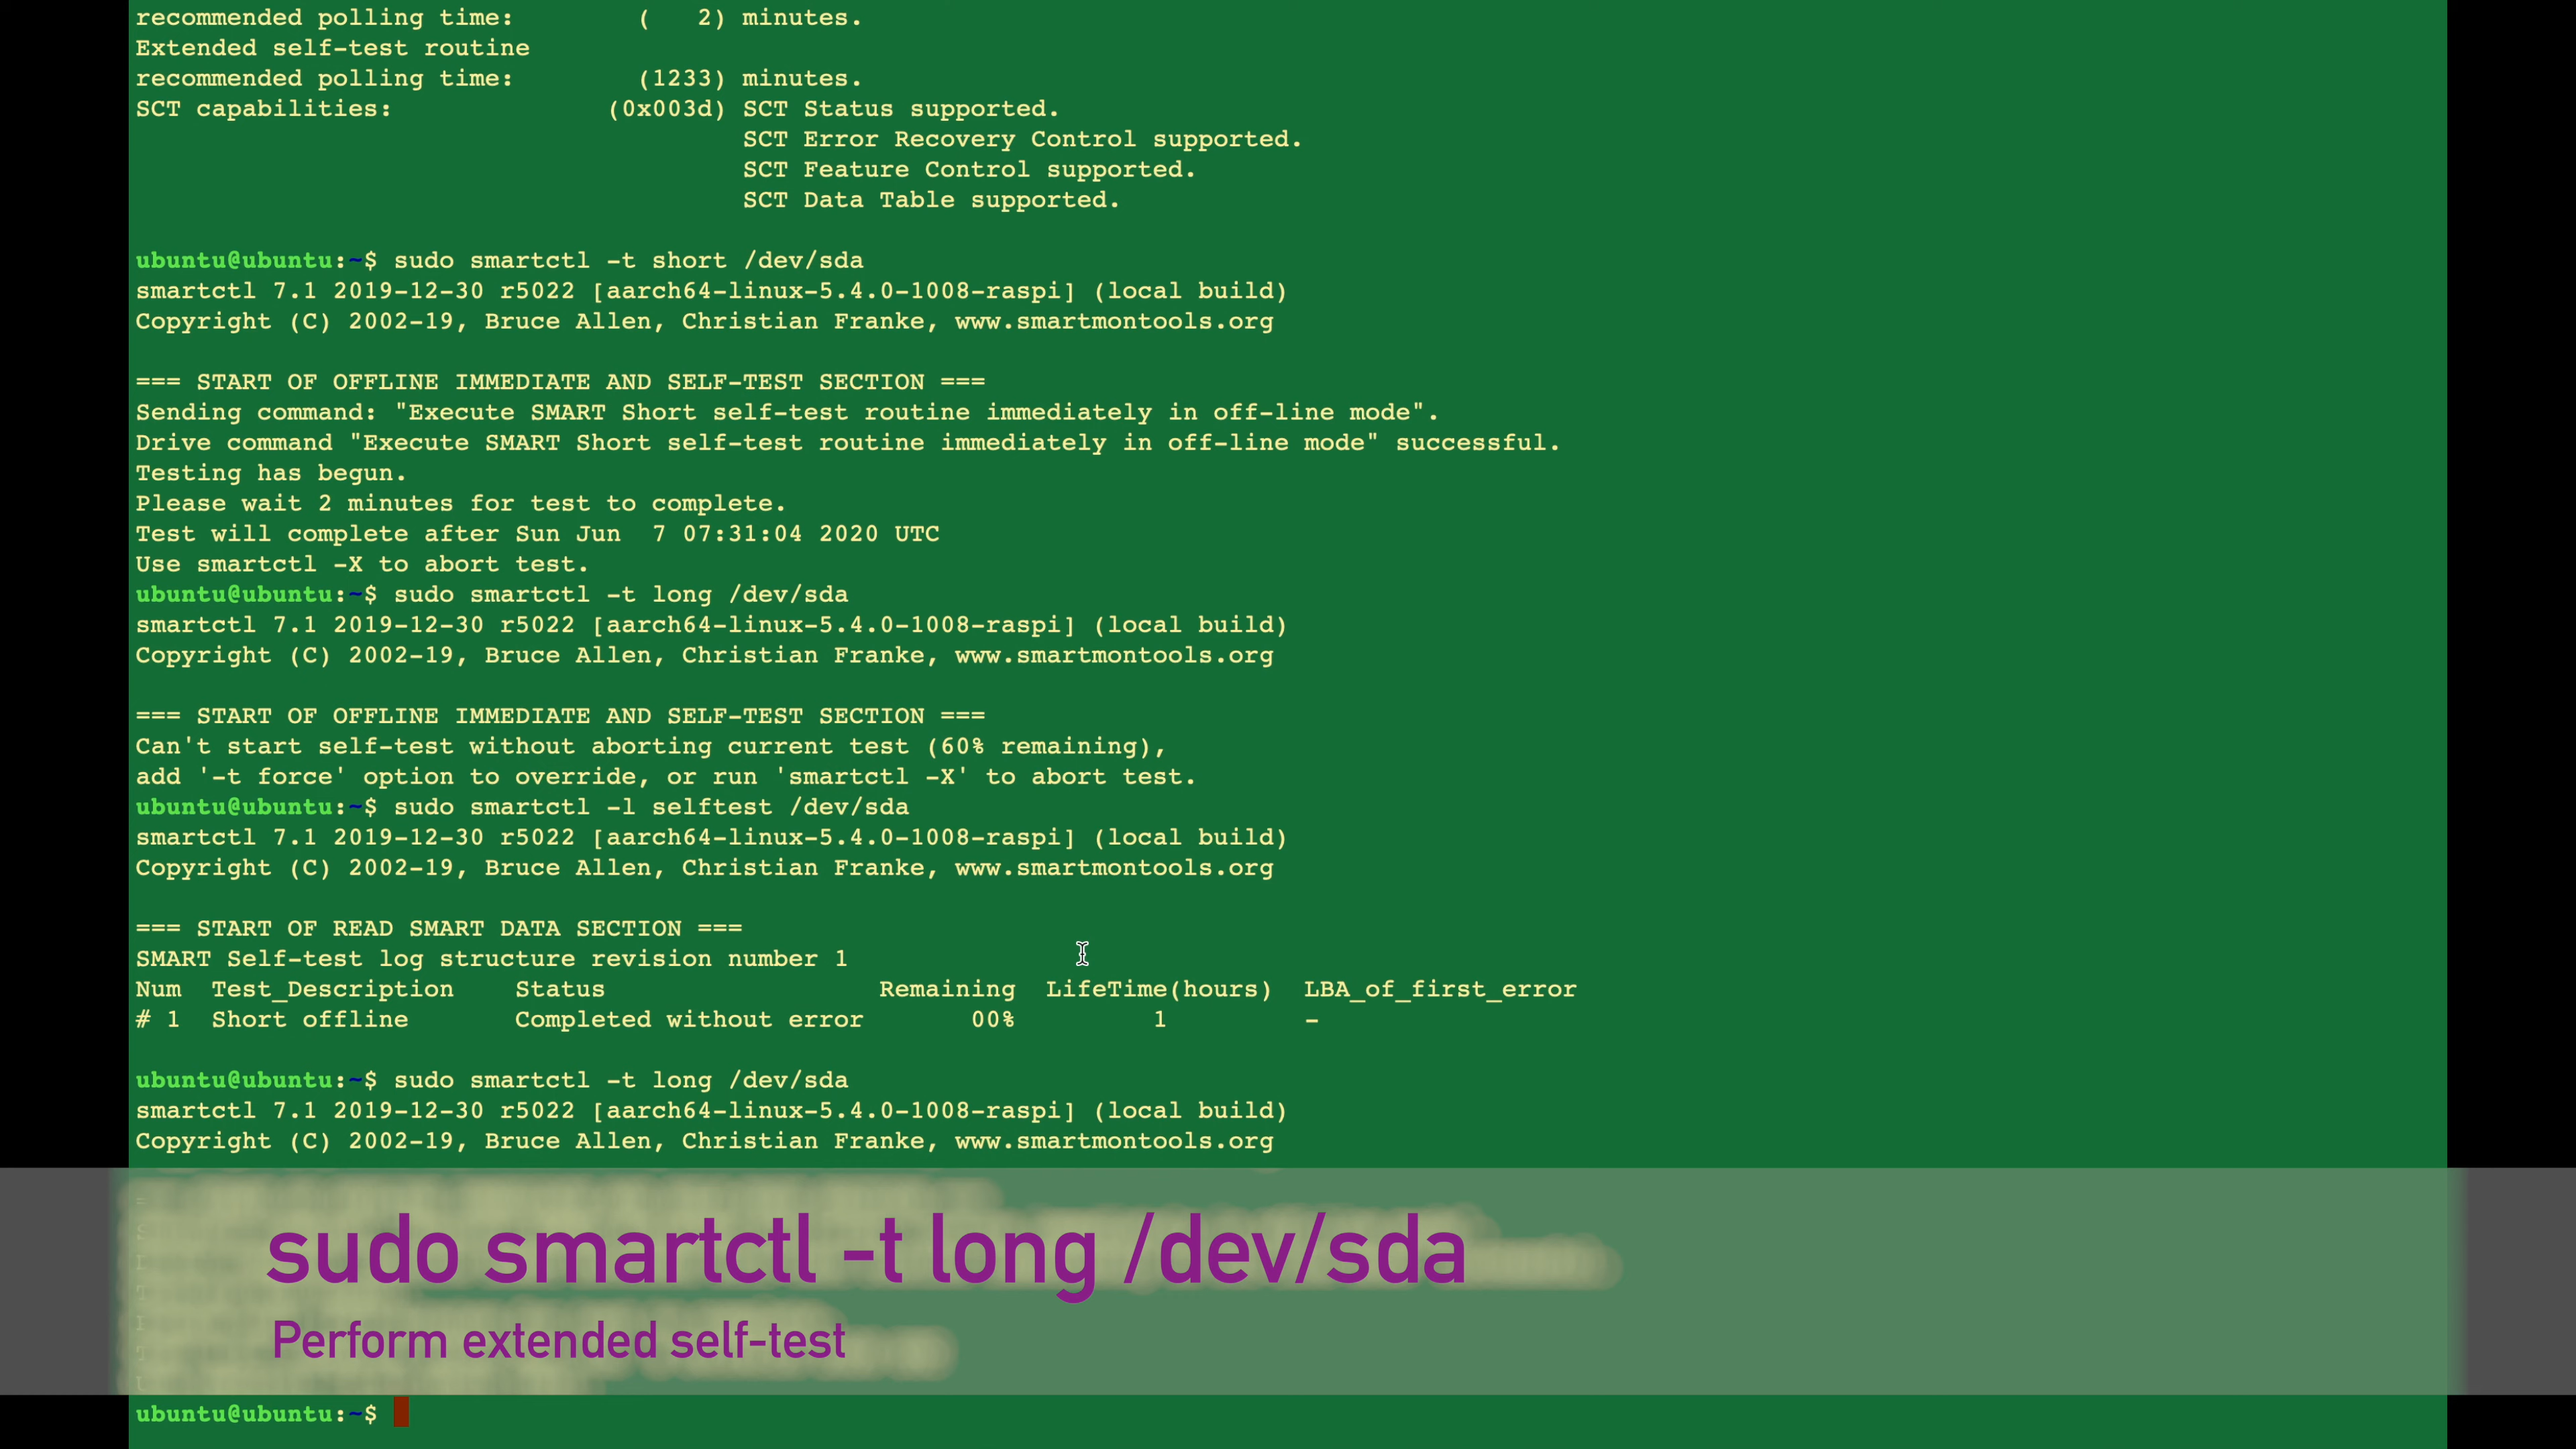 recommended polling time:        (   2) minutes.
Extended self-test routine
recommended polling time:        (1233) minutes.
SCT capabilities:              (0x003d) SCT Status supported.
                                        SCT Error Recovery Control supported.
                                        SCT Feature Control supported.
                                        SCT Data Table supported.

ubuntu@ubuntu:~$ sudo smartctl -t short /dev/sda
smartctl 7.1 2019-12-30 r5022 [aarch64-linux-5.4.0-1008-raspi] (local build)
Copyright (C) 2002-19, Bruce Allen, Christian Franke, www.smartmontools.org

=== START OF OFFLINE IMMEDIATE AND SELF-TEST SECTION ===
Sending command: "Execute SMART Short self-test routine immediately in off-line mode".
Drive command "Execute SMART Short self-test routine immediately in off-line mode" successful.
Testing has begun.
Please wait 2 minutes for test to complete.
Test will complete after Sun Jun  7 07:31:04 2020 UTC
Use smartctl -X to abort test.
ubuntu@ubuntu:~$ sudo smartctl -t long /dev/sda
smartctl 7.1 2019-12-30 r5022 [aarch64-linux-5.4.0-1008-raspi] (local build)
Copyright (C) 2002-19, Bruce Allen, Christian Franke, www.smartmontools.org

=== START OF OFFLINE IMMEDIATE AND SELF-TEST SECTION ===
Can't start self-test without aborting current test (60% remaining),
add '-t force' option to override, or run 'smartctl -X' to abort test.
ubuntu@ubuntu:~$ sudo smartctl -l selftest /dev/sda
smartctl 7.1 2019-12-30 r5022 [aarch64-linux-5.4.0-1008-raspi] (local build)
Copyright (C) 2002-19, Bruce Allen, Christian Franke, www.smartmontools.org

=== START OF READ SMART DATA SECTION ===
SMART Self-test log structure revision number 1
Num  Test_Description    Status                  Remaining  LifeTime(hours)  LBA_of_first_error
# 1  Short offline       Completed without error       00%         1         -

ubuntu@ubuntu:~$ sudo smartctl -t long /dev/sda
smartctl 7.1 2019-12-30 r5022 [aarch64-linux-5.4.0-1008-raspi] (local build)
Copyright (C) 2002-19, Bruce Allen, Christian Franke, www.smartmontools.org

sudo smartctl -t long /dev/sda
Perform extended self-test
ubuntu@ubuntu:~$